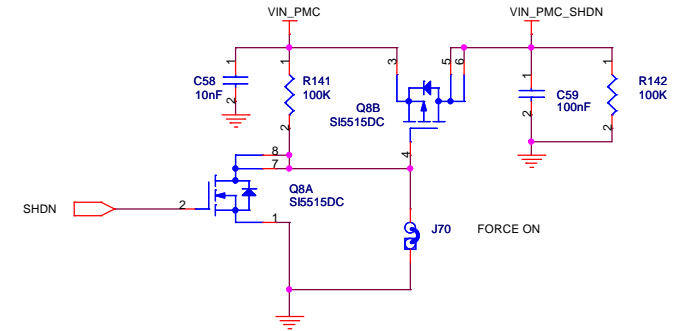 VIN_PMC
VIN_PMC_SHDN
1
1
3
5
6
1
1
C58
10nF
R141
100K
Q8B
SI5515DC
C59
100nF
R142
100K
2
2
2
2
4
8
7
Q8A
SI5515DC
SHDN
2
1
J70
FORCE ON